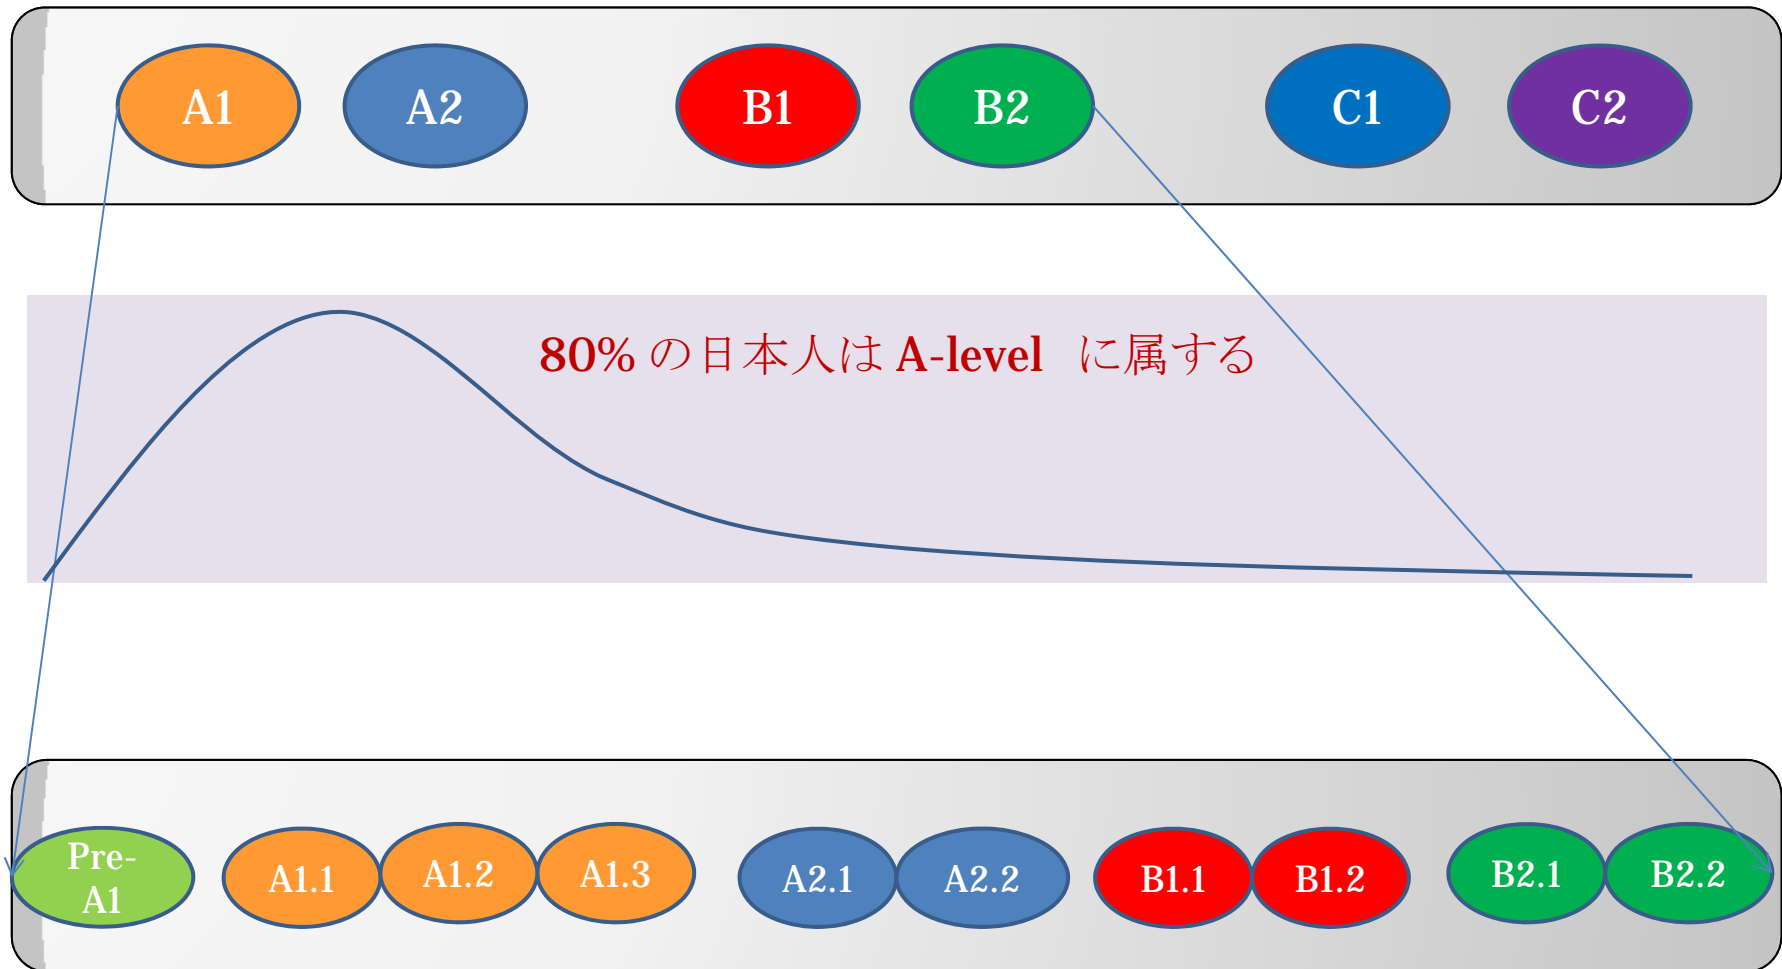 A1 A2 B1 B2 C1 C2
80% の日本人は A-level に属する
Pre-
A1
A1.1 A1.2 A1.3 A2.1 A2.2 B1.1 B1.2 B2.1 B2.2